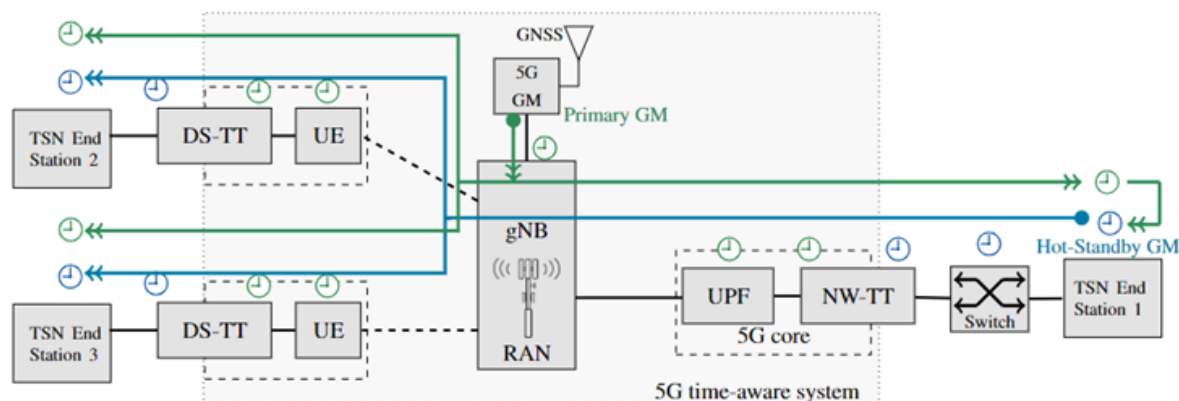 GNSS
5G
GM
Primary GM
TSN End
Station 2
DS-TT
UE
gNB
RAN
Hot-Standby GM
UPF
NW-TT
5G core
Switch
TSN End
Station 1
TSN End
Station 3
DS-TT
UE
5G time-aware system